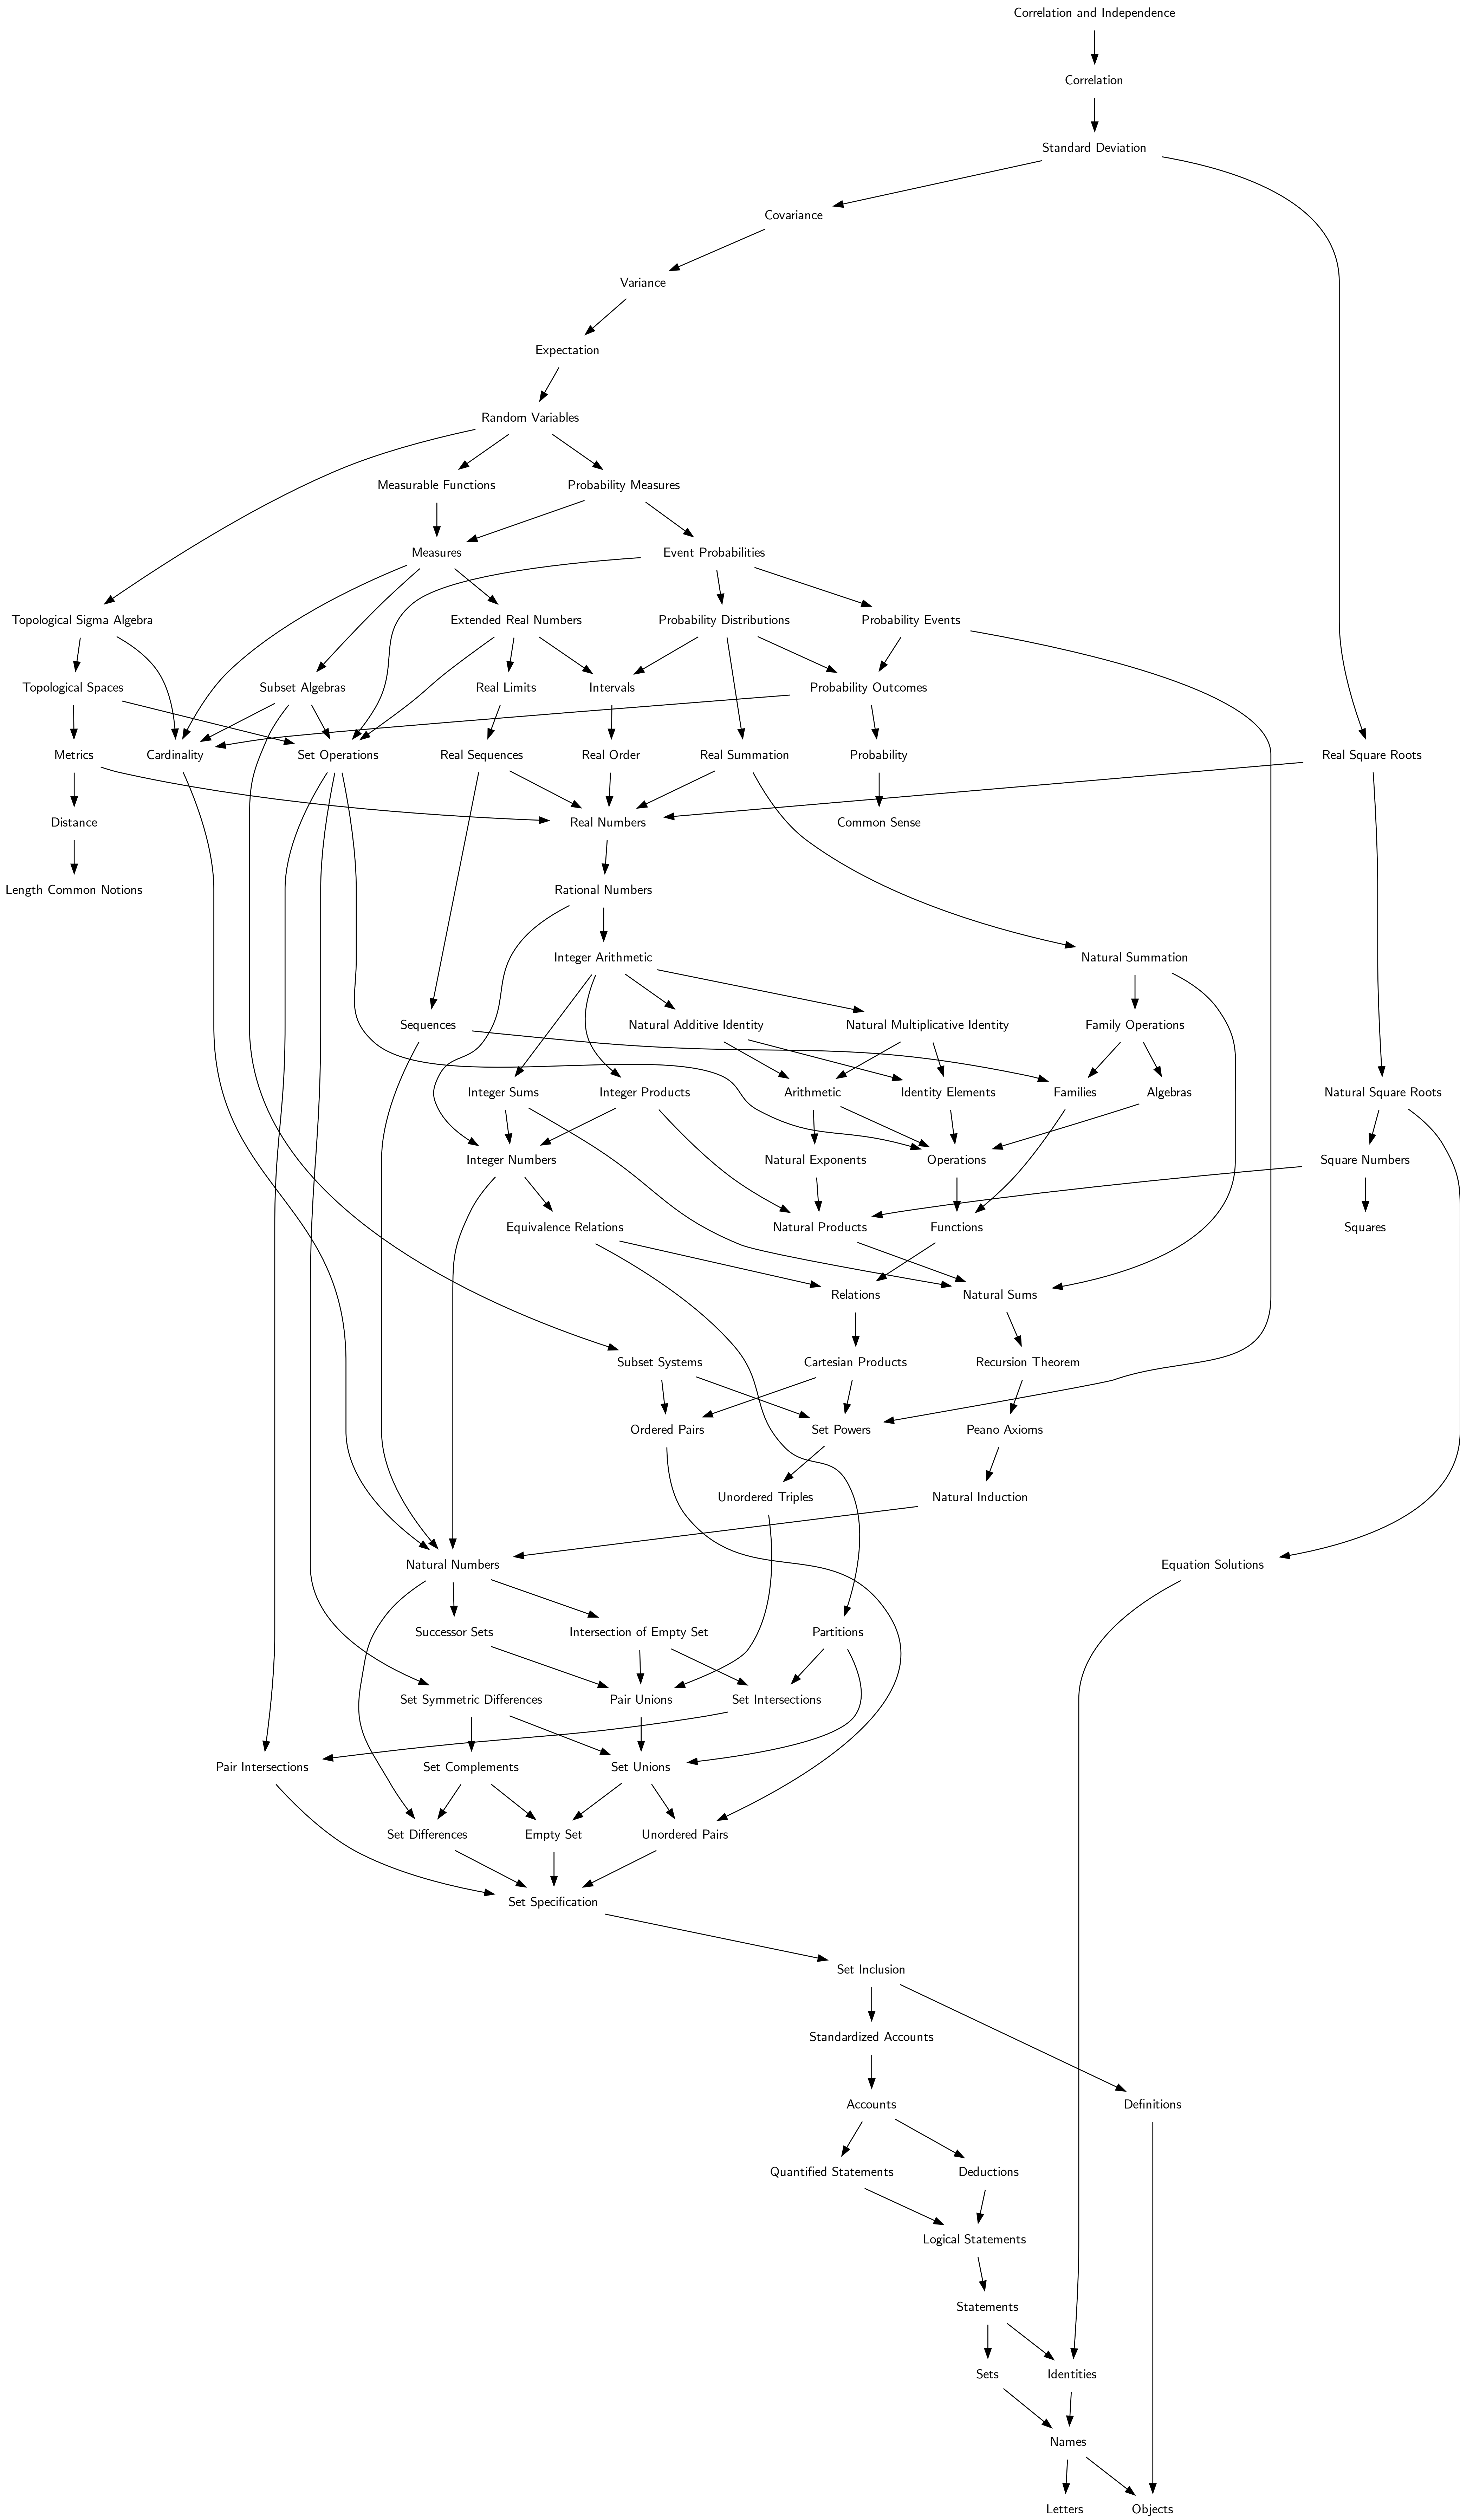 Correlation and Independence
Correlation
Standard Deviation
Covariance
Variance
Expectation
Random Variables
Measurable Functions
Probability Measures
Measures
Event Probabilities
Topological Sigma Algebra
Extended Real Numbers
Probability Distributions
Probability Events
Topological Spaces
Subset Algebras
Real Limits
Intervals
Probability Outcomes
Metrics
Cardinality
Set Operations
Real Sequences
Real Order
Real Summation
Probability
Real Square Roots
Distance
Real Numbers
Common Sense
Length Common Notions
Rational Numbers
Integer Arithmetic
Natural Summation
Sequences
Natural Additive Identity
Natural Multiplicative Identity
Family Operations
Integer Sums
Integer Products
Arithmetic
Identity Elements
Families
Algebras
Natural Square Roots
Integer Numbers
Natural Exponents
Operations
Square Numbers
Equivalence Relations
Natural Products
Functions
Squares
Relations
Natural Sums
Subset Systems
Cartesian Products
Recursion Theorem
Ordered Pairs
Set Powers
Peano Axioms
Unordered Triples
Natural Induction
Natural Numbers
Equation Solutions
Successor Sets
Intersection of Empty Set
Partitions
Set Symmetric Differences
Pair Unions
Set Intersections
Pair Intersections
Set Complements
Set Unions
Set Differences
Empty Set
Unordered Pairs
Set Specification
Set Inclusion
Standardized Accounts
Accounts
Definitions
Quantified Statements
Deductions
Logical Statements
Statements
Sets
Identities
Names
Letters
Objects